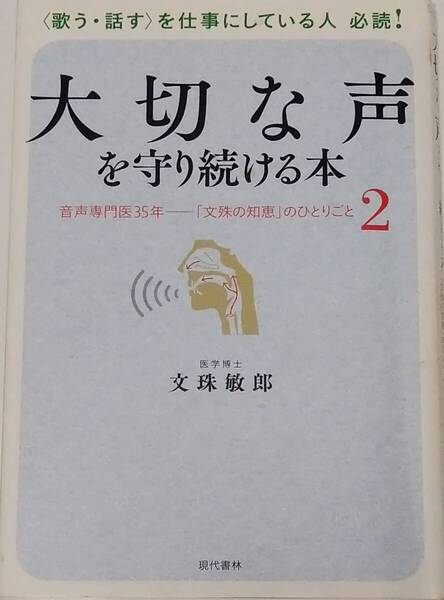 〈歌う・話す〉を仕事にしている人 必読！
大切な声
を守り続ける本
音声専門医35年――「文殊の知恵」のひとりごと 2
医学博士
文珠敏郎
現代書林